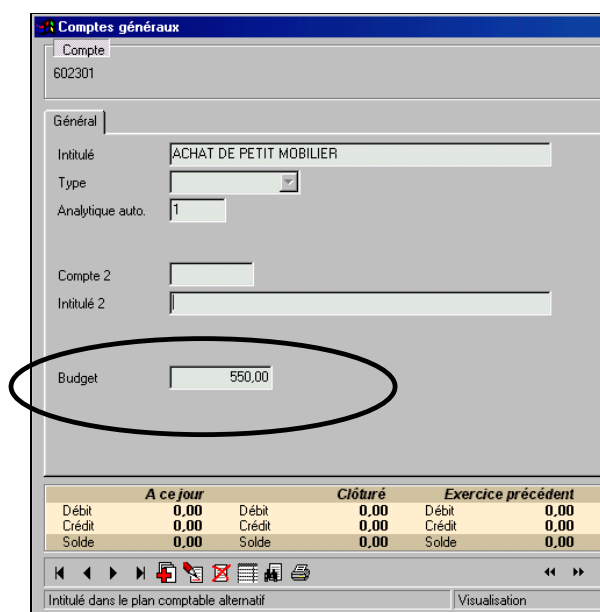 Comptes généraux
Compte
602301
Général
Intitulé ACHAT DE PETIT MOBILIER
Type
Analytique auto. 1
Compte 2
Intitulé 2
Budget 550,00
A ce jour Clôturé Exercice précédent
Débit 0,00 Débit 0,00 Débit 0,00
Crédit 0,00 Crédit 0,00 Crédit 0,00
Solde 0,00 Solde 0,00 Solde 0,00
Intitulé dans le plan comptable alternatif Visualisation